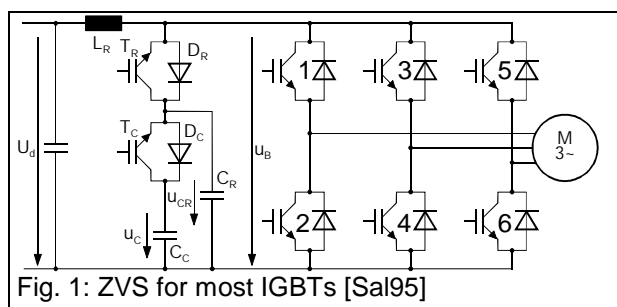 L_R
T_R
D_R
1
3
5
U_d
T_C
D_C
C_R
u_B
M
3~
u_CR
u_C
C_C
2
4
6
Fig. 1: ZVS for most IGBTs [Sal95]